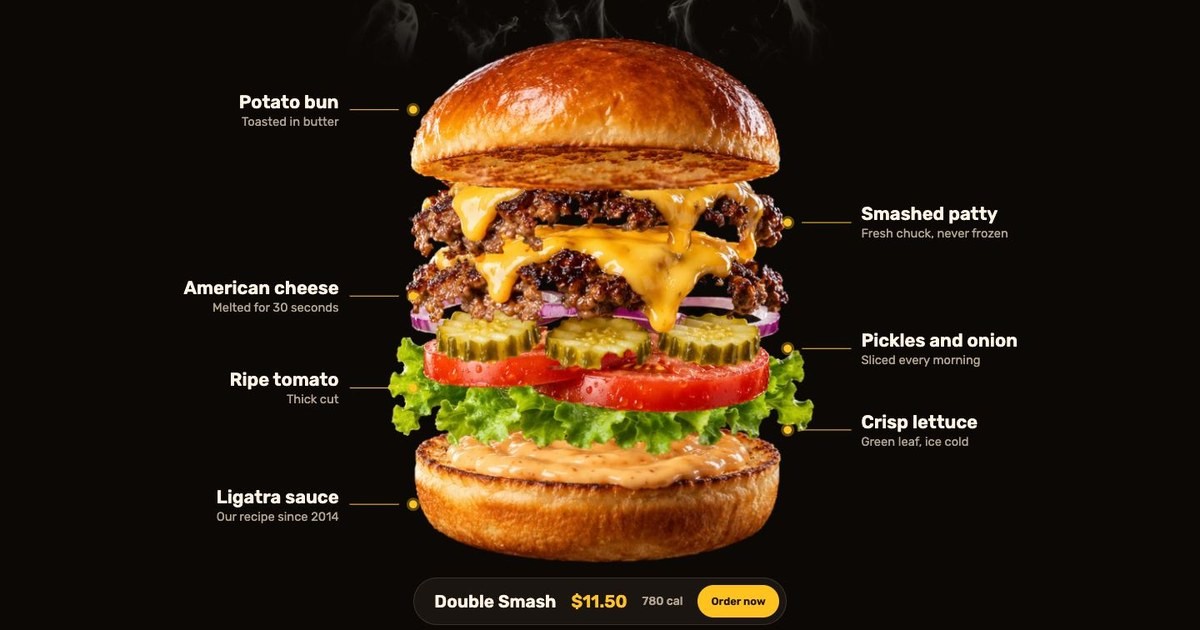 Potato bun
Toasted in butter
Smashed patty
Fresh chuck, never frozen
American cheese
Melted for 30 seconds
Pickles and onion
Sliced every morning
Ripe tomato
Thick cut
Crisp lettuce
Green leaf, ice cold
Ligatra sauce
Our recipe since 2014
Double Smash $11.50 780 cal Order now